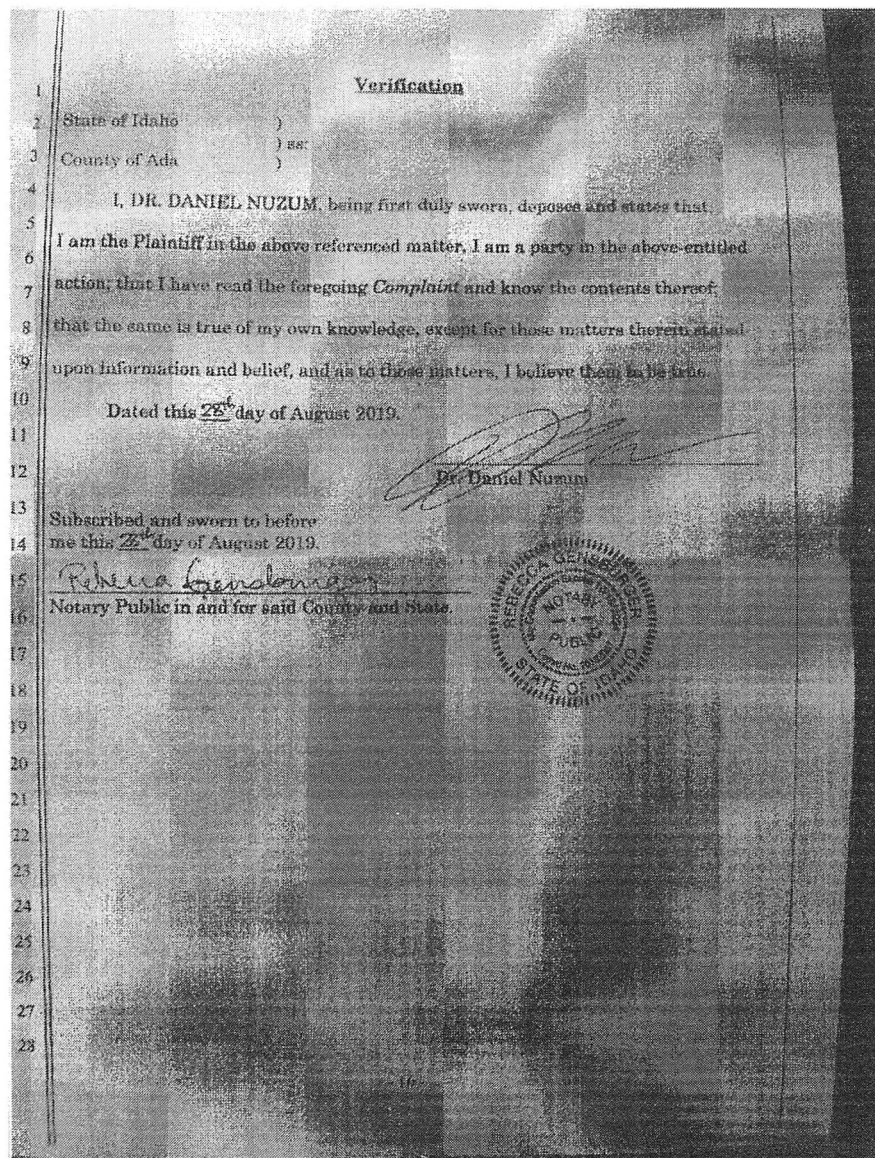 Verification
1
2 State of Idaho )
) ss:
3 County of Ada )
4
I, DR. DANIEL NUZUM, being first duly sworn, deposes and states that,
5
I am the Plaintiff in the above referenced matter, I am a party in the above-entitled
6
7 action; that I have read the foregoing Complaint and know the contents thereof;
8 that the same is true of my own knowledge, except for those matters therein stated
9 upon information and belief, and as to those matters, I believe them to be true.
10
Dated this 28th day of August 2019.
11
12
Dr. Daniel Nuzum
13
Subscribed and sworn to before
14 me this 28th day of August 2019.
15 Rebecca Gensburger
Notary Public in and for said County and State.
16
REBECCA GENSBURGER
NOTARY
PUBLIC
STATE OF IDAHO
17
18
19
20
21
22
23
24
25
26
27
28